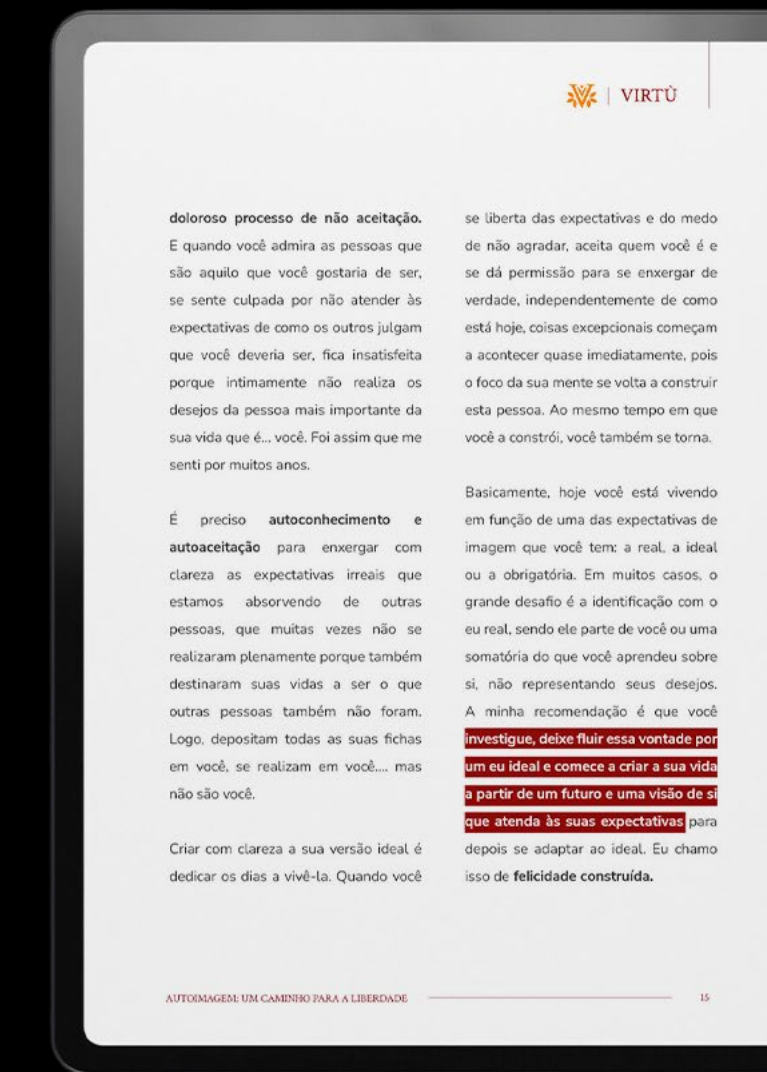 VIRTÙ
doloroso processo de não aceitação.
E quando você admira as pessoas que
são aquilo que você gostaria de ser,
se sente culpada por não atender às
expectativas de como os outros julgam
que você deveria ser, fica insatisfeita
porque intimamente não realiza os
desejos da pessoa mais importante da
sua vida que é... você. Foi assim que me
senti por muitos anos.
É preciso autoconhecimento e
autoaceitação para enxergar com
clareza as expectativas irreais que
estamos absorvendo de outras
pessoas, que muitas vezes não se
realizaram plenamente porque também
destinaram suas vidas a ser o que
outras pessoas também não foram.
Logo, depositam todas as suas fichas
em você, se realizam em você.... mas
não são você.
Criar com clareza a sua versão ideal é
dedicar os dias a vivê-la. Quando você
se liberta das expectativas e do medo
de não agradar, aceita quem você é e
se dá permissão para se enxergar de
verdade, independentemente de como
está hoje, coisas excepcionais começam
a acontecer quase imediatamente, pois
o foco da sua mente se volta a construir
esta pessoa. Ao mesmo tempo em que
você a constrói, você também se torna.
Basicamente, hoje você está vivendo
em função de uma das expectativas de
imagem que você tem: a real, a ideal
ou a obrigatória. Em muitos casos, o
grande desafio é a identificação com o
eu real, sendo ele parte de você ou uma
somatória do que você aprendeu sobre
si, não representando seus desejos.
A minha recomendação é que você
investigue, deixe fluir essa vontade por
um eu ideal e comece a criar a sua vida
a partir de um futuro e uma visão de si
que atenda às suas expectativas para
depois se adaptar ao ideal. Eu chamo
isso de felicidade construída.
AUTOIMAGEM: UM CAMINHO PARA A LIBERDADE
15